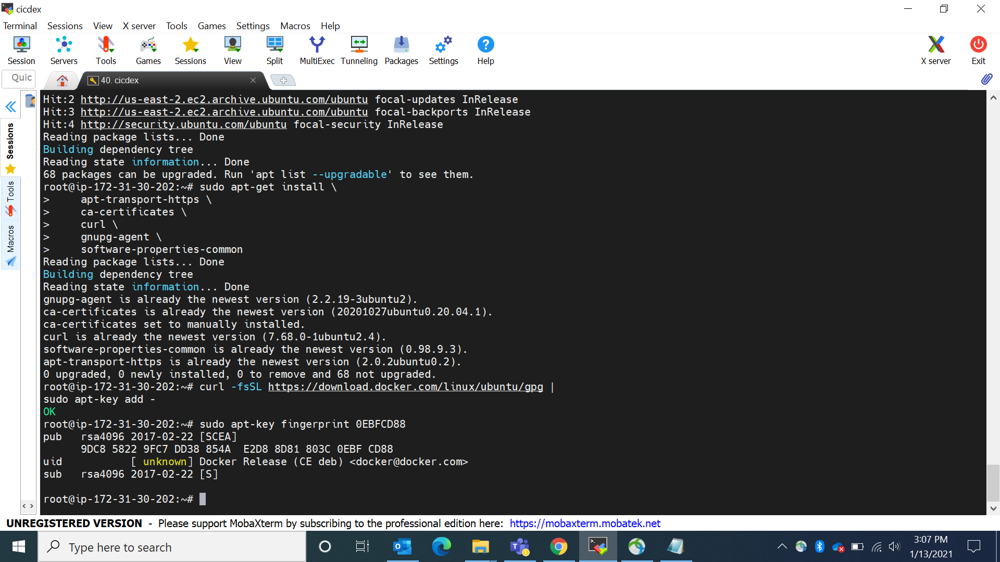 cicdex
Terminal Sessions View X server Tools Games Settings Macros Help
Session Servers Tools Games Sessions View Split MultiExec Tunneling Packages Settings Help X server Exit
Quic
40. cicdex
Sessions
Tools
Macros
Hit:2 http://us-east-2.ec2.archive.ubuntu.com/ubuntu focal-updates InRelease
Hit:3 http://us-east-2.ec2.archive.ubuntu.com/ubuntu focal-backports InRelease
Hit:4 http://security.ubuntu.com/ubuntu focal-security InRelease
Reading package lists... Done
Building dependency tree
Reading state information... Done
68 packages can be upgraded. Run 'apt list --upgradable' to see them.
root@ip-172-31-30-202:~# sudo apt-get install \
>     apt-transport-https \
>     ca-certificates \
>     curl \
>     gnupg-agent \
>     software-properties-common
Reading package lists... Done
Building dependency tree
Reading state information... Done
gnupg-agent is already the newest version (2.2.19-3ubuntu2).
ca-certificates is already the newest version (20201027ubuntu0.20.04.1).
ca-certificates set to manually installed.
curl is already the newest version (7.68.0-1ubuntu2.4).
software-properties-common is already the newest version (0.98.9.3).
apt-transport-https is already the newest version (2.0.2ubuntu0.2).
0 upgraded, 0 newly installed, 0 to remove and 68 not upgraded.
root@ip-172-31-30-202:~# curl -fsSL https://download.docker.com/linux/ubuntu/gpg |
sudo apt-key add -
OK
root@ip-172-31-30-202:~# sudo apt-key fingerprint 0EBFCD88
pub   rsa4096 2017-02-22 [SCEA]
      9DC8 5822 9FC7 DD38 854A  E2D8 8D81 803C 0EBF CD88
uid           [ unknown] Docker Release (CE deb) <docker@docker.com>
sub   rsa4096 2017-02-22 [S]
root@ip-172-31-30-202:~#
UNREGISTERED VERSION - Please support MobaXterm by subscribing to the professional edition here: https://mobaxterm.mobatek.net
Type here to search
3:07 PM
1/13/2021